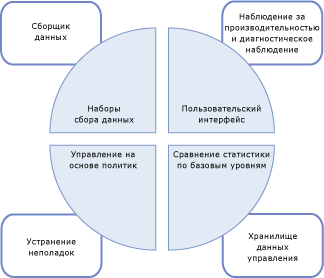 Сборщик
данных
Наблюдение за
производительностью
и диагностическое
наблюдение
Наборы
сбора данных
Пользовательский
интерфейс
Управление на
основе политик
Сравнение статистики
по базовым уровням
Устранение
неполадок
Хранилище
данных
управления